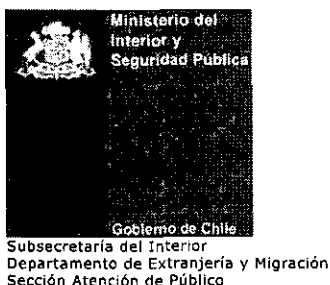 Ministerio del
Interior y
Seguridad Pública
Gobierno de Chile
Subsecretaría del Interior
Departamento de Extranjería y Migración
Sección Atención de Público